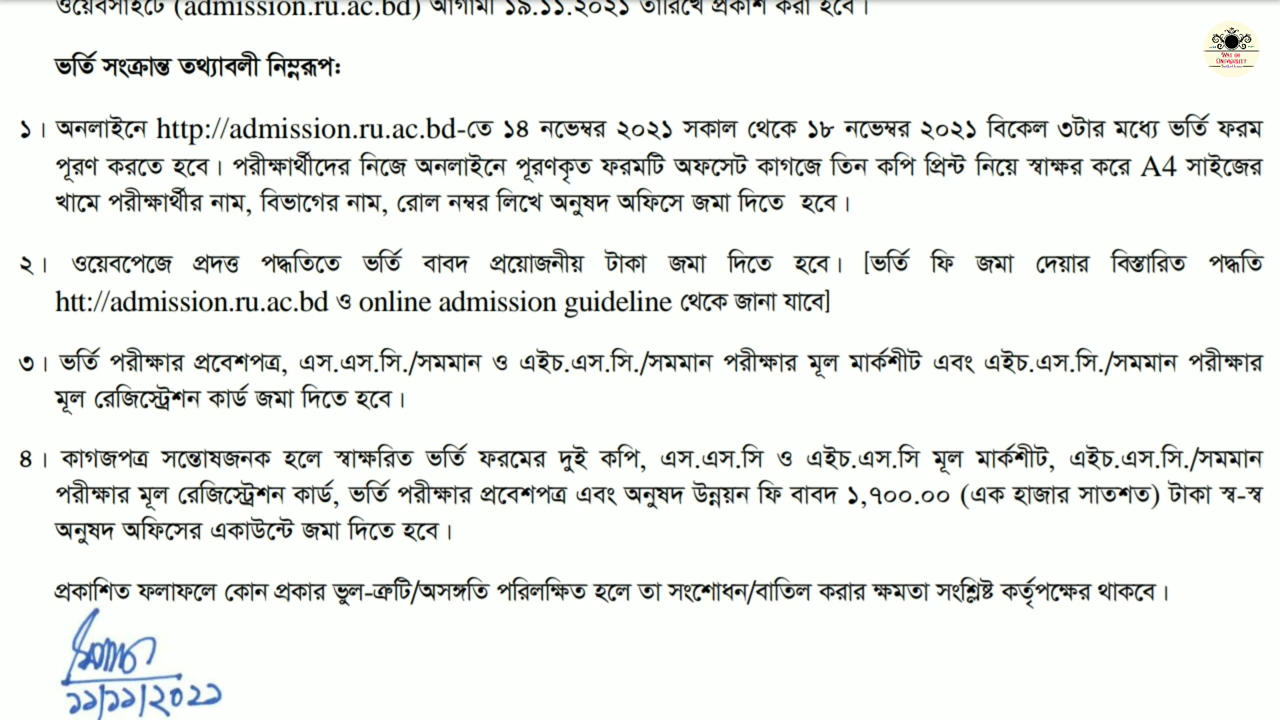 ওয়েবসাইটে (admission.ru.ac.bd) আগামী ১৯.১১.২০২১ তারিখে প্রকাশ করা হবে।
ভর্তি সংক্রান্ত তথ্যাবলী নিম্নরূপঃ
১। অনলাইনে http://admission.ru.ac.bd-তে ১৪ নভেম্বর ২০২১ সকাল থেকে ১৮ নভেম্বর ২০২১ বিকেল ৩টার মধ্যে ভর্তি ফরম
পূরণ করতে হবে। পরীক্ষার্থীদের নিজে অনলাইনে পূরণকৃত ফরমটি অফসেট কাগজে তিন কপি প্রিন্ট নিয়ে স্বাক্ষর করে A4 সাইজের
খামে পরীক্ষার্থীর নাম, বিভাগের নাম, রোল নম্বর লিখে অনুষদ অফিসে জমা দিতে হবে।
২। ওয়েবপেজে প্রদত্ত পদ্ধতিতে ভর্তি বাবদ প্রয়োজনীয় টাকা জমা দিতে হবে। [ভর্তি ফি জমা দেয়ার বিস্তারিত পদ্ধতি
htt://admission.ru.ac.bd ও online admission guideline থেকে জানা যাবে]
৩। ভর্তি পরীক্ষার প্রবেশপত্র, এস.এস.সি./সমমান ও এইচ.এস.সি./সমমান পরীক্ষার মূল মার্কশীট এবং এইচ.এস.সি./সমমান পরীক্ষার
মূল রেজিস্ট্রেশন কার্ড জমা দিতে হবে।
৪। কাগজপত্র সন্তোষজনক হলে স্বাক্ষরিত ভর্তি ফরমের দুই কপি, এস.এস.সি ও এইচ.এস.সি মূল মার্কশীট, এইচ.এস.সি./সমমান
পরীক্ষার মূল রেজিস্ট্রেশন কার্ড, ভর্তি পরীক্ষার প্রবেশপত্র এবং অনুষদ উন্নয়ন ফি বাবদ ১,৭০০.০০ (এক হাজার সাতশত) টাকা স্ব-স্ব
অনুষদ অফিসের একাউন্টে জমা দিতে হবে।
প্রকাশিত ফলাফলে কোন প্রকার ভুল-ত্রুটি/অসঙ্গতি পরিলক্ষিত হলে তা সংশোধন/বাতিল করার ক্ষমতা সংশ্লিষ্ট কর্তৃপক্ষের থাকবে।
১১/১১/২০২১